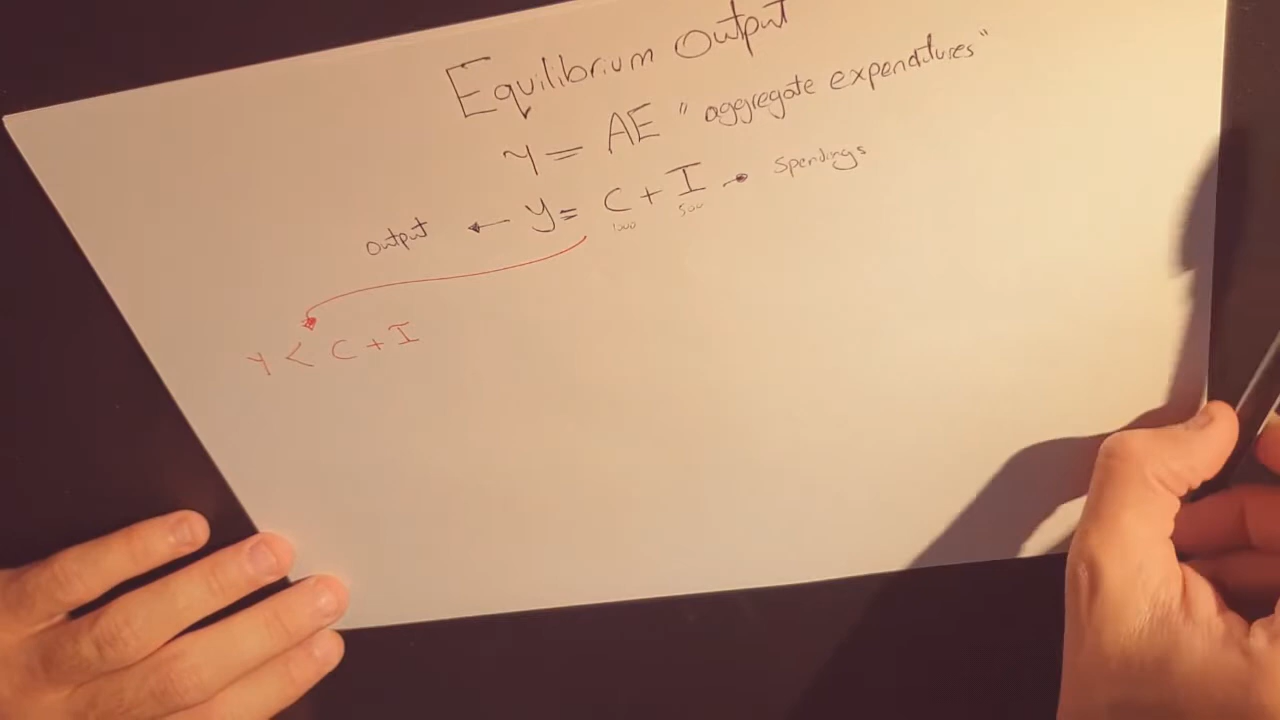 Equilibrium Output
Y = AE "aggregate expenditures"
output ← Y = C + I → Spendings
1000 500
Y < C + I